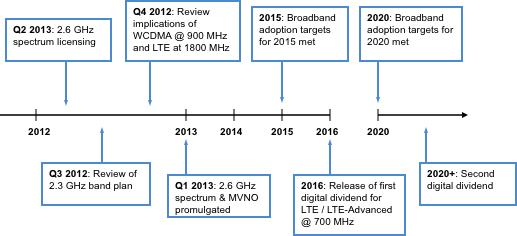 Q2 2013: 2.6 GHz
spectrum licensing
Q4 2012: Review
implications of
WCDMA @ 900 MHz
and LTE at 1800 MHz
2015: Broadband
adoption targets
for 2015 met
2020: Broadband
adoption targets for
2020 met
2012
2013
2014
2015
2016
2020
Q3 2012: Review of
2.3 GHz band plan
Q1 2013: 2.6 GHz
spectrum & MVNO
promulgated
2016: Release of first
digital dividend for
LTE / LTE-Advanced
@ 700 MHz
2020+: Second
digital dividend